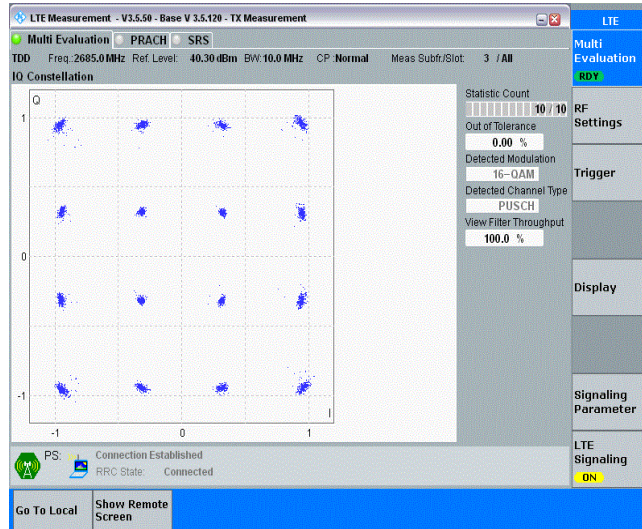 LTE Measurement - V3.5.50 - Base V 3.5.120 - TX Measurement
LTE
Multi Evaluation PRACH SRS
TDD Freq.:2685.0 MHz Ref. Level: 40.30 dBm BW:10.0 MHz CP :Normal Meas Subfr./Slot: 3 / All
IQ Constellation
Q
1
0
-1
-1 0 1
I
Statistic Count
10 / 10
Out of Tolerance
0.00 %
Detected Modulation
16-QAM
Detected Channel Type
PUSCH
View Filter Throughput
100.0 %
Multi
Evaluation
RDY
RF
Settings
Trigger
Display
Signaling
Parameter
LTE
Signaling
ON
PS: Connection Established
RRC State: Connected
Go To Local
Show Remote
Screen